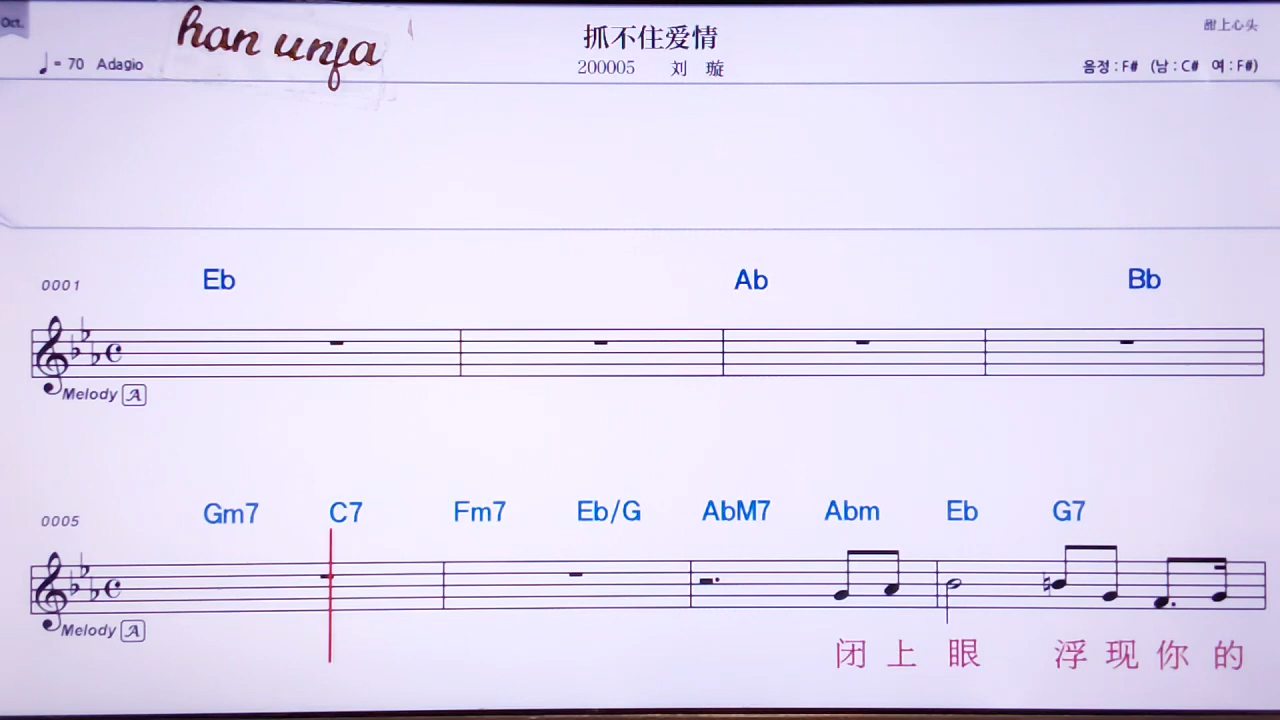 Oct.
han unfa
抓不住爱情
甜上心头
♩= 70 Adagio
200005 刘 璇
음정 : F# (남 : C# 여 : F#)
0001 Eb Ab Bb
Melody A
0005 Gm7 C7 Fm7 Eb/G AbM7 Abm Eb G7
Melody A
闭 上 眼 浮 现 你 的